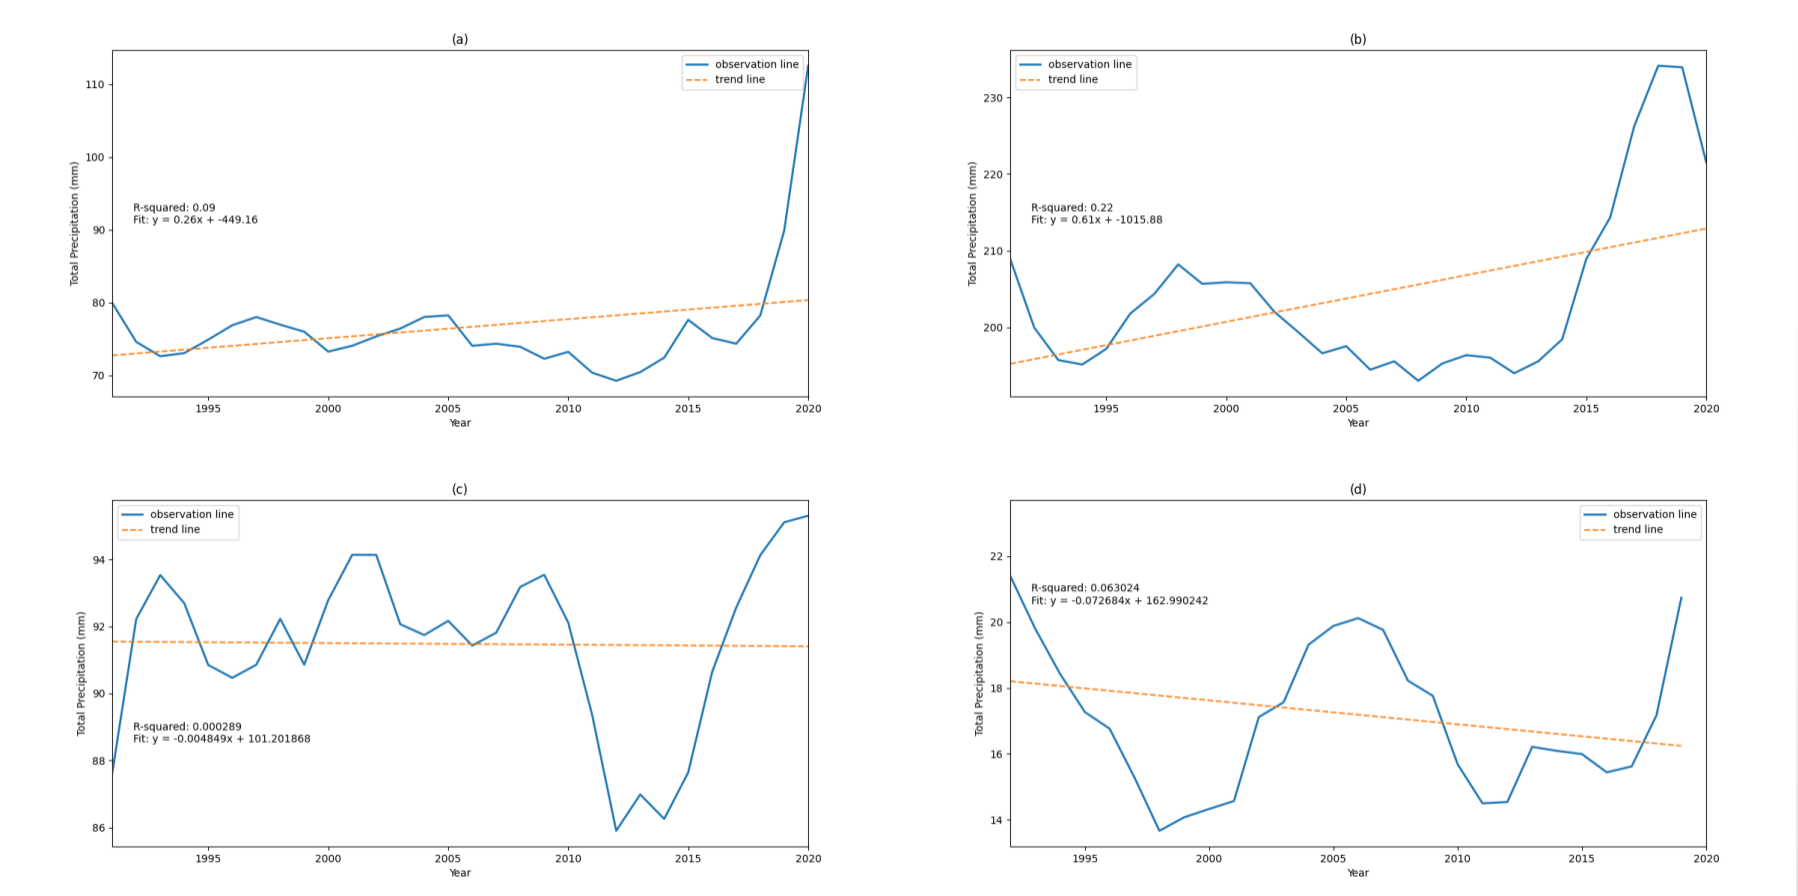 (a)
observation line
trend line
110
100
90
80
70
Total Precipitation (mm)
R-squared: 0.09
Fit: y = 0.26x + -449.16
1995
2000
2005
2010
2015
2020
Year
(b)
observation line
trend line
230
220
210
200
Total Precipitation (mm)
R-squared: 0.22
Fit: y = 0.61x + -1015.88
1995
2000
2005
2010
2015
2020
Year
(c)
observation line
trend line
94
92
90
88
86
Total Precipitation (mm)
R-squared: 0.000289
Fit: y = -0.004849x + 101.201868
1995
2000
2005
2010
2015
2020
Year
(d)
observation line
trend line
22
20
18
16
14
Total Precipitation (mm)
R-squared: 0.063024
Fit: y = -0.072684x + 162.990242
1995
2000
2005
2010
2015
2020
Year